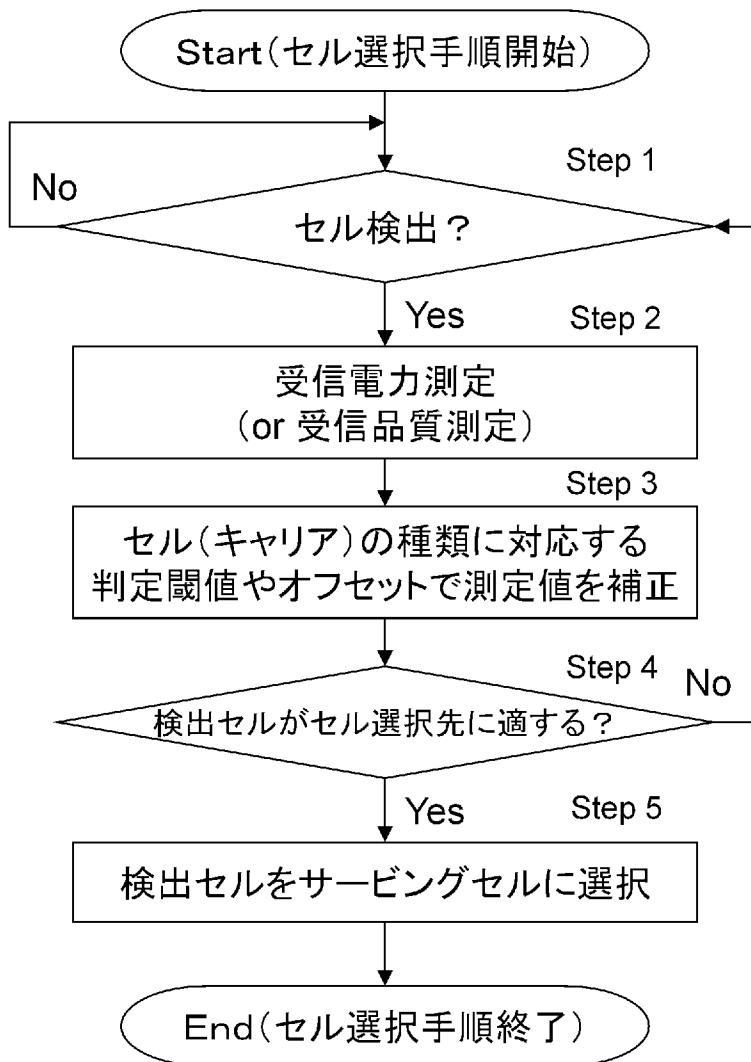 Start(セル選択手順開始)
Step 1
No
セル検出？
Yes
Step 2
受信電力測定
(or 受信品質測定)
Step 3
セル(キャリア)の種類に対応する
判定閾値やオフセットで測定値を補正
Step 4
No
検出セルがセル選択先に適する？
Yes
Step 5
検出セルをサービングセルに選択
End(セル選択手順終了)